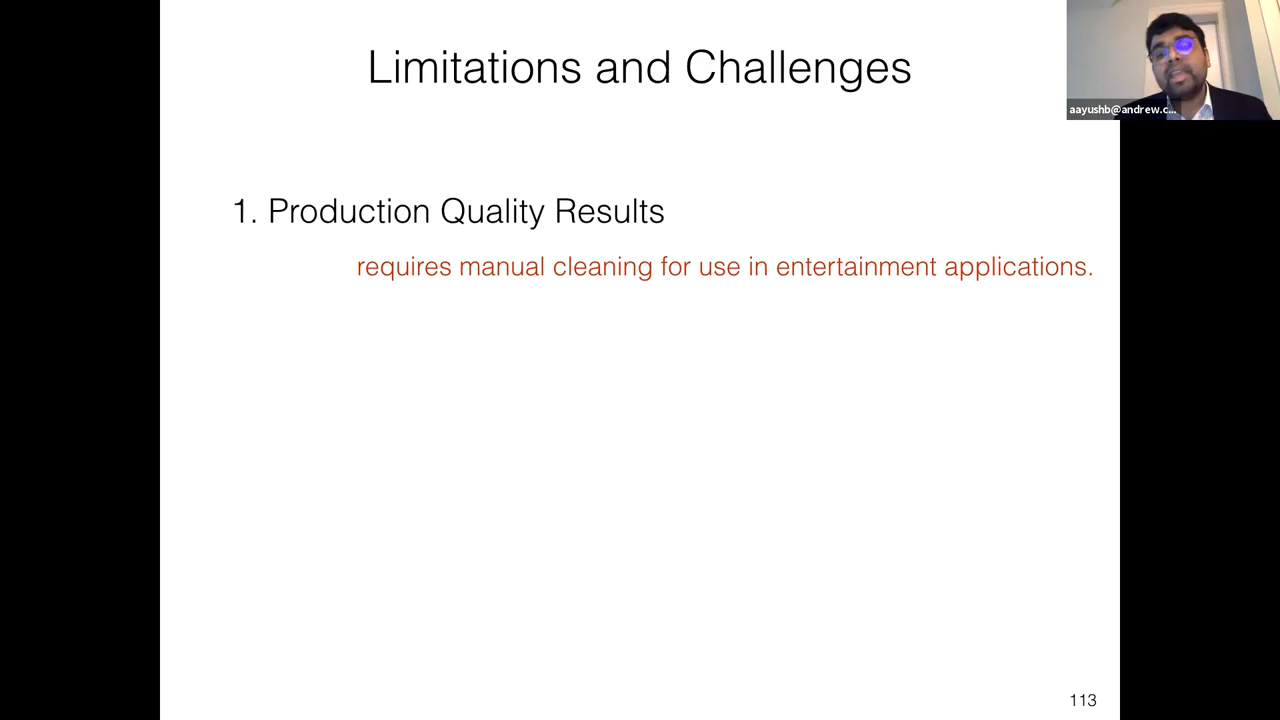 Limitations and Challenges
aayushb@andrew.c...
1. Production Quality Results
requires manual cleaning for use in entertainment applications.
113